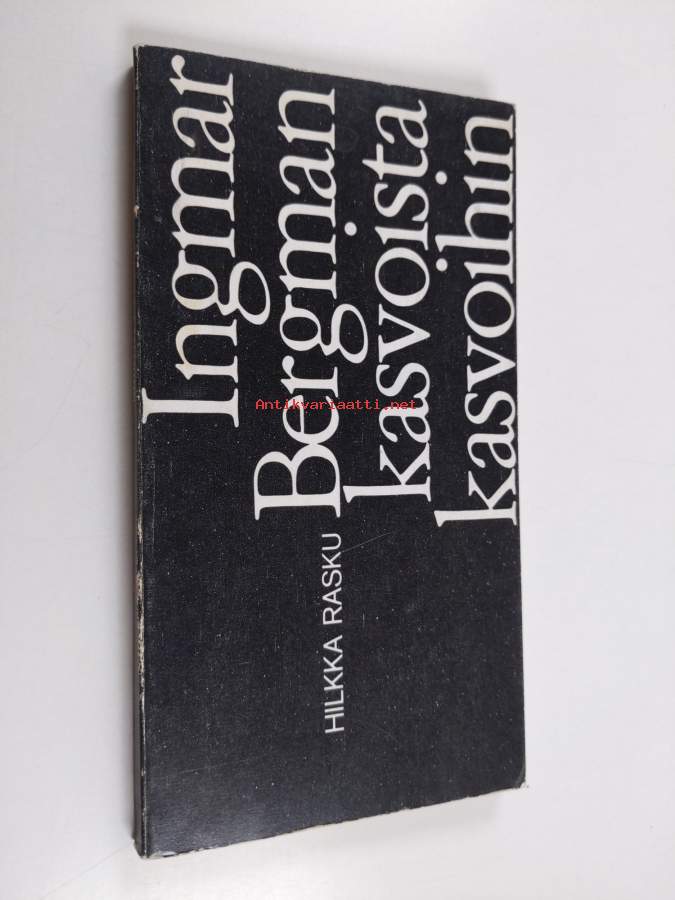 Ingmar
Bergman
kasvoista
kasvoihin
HILKKA RASKU
Antikvariaatti.net